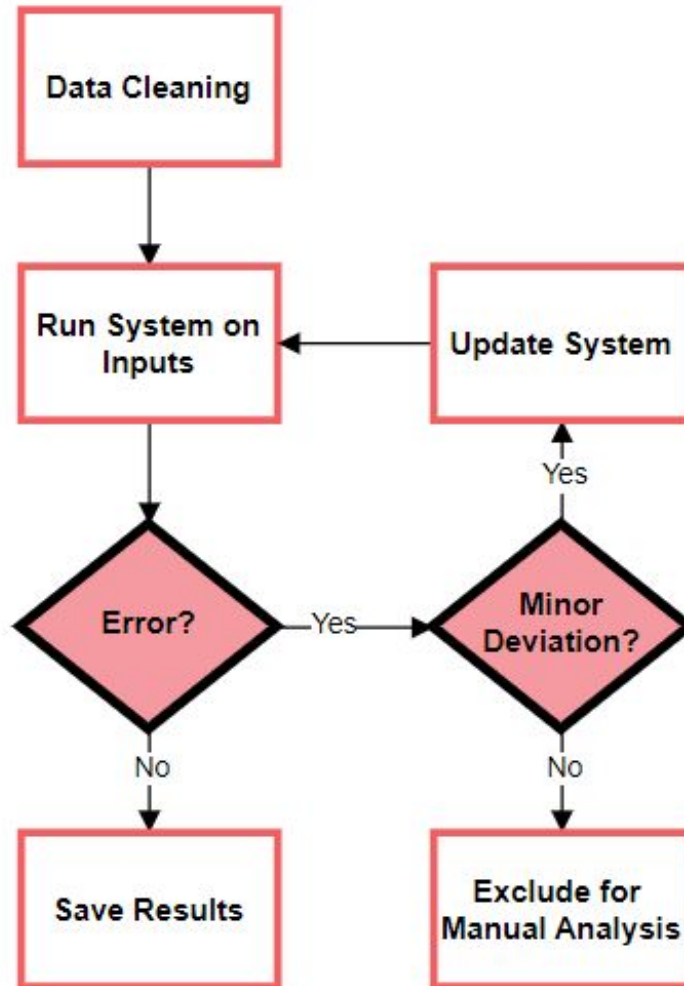 Data Cleaning
Run System on
Inputs
Update System
Yes
Error?
Yes
Minor
Deviation?
No
No
Save Results
Exclude for
Manual Analysis